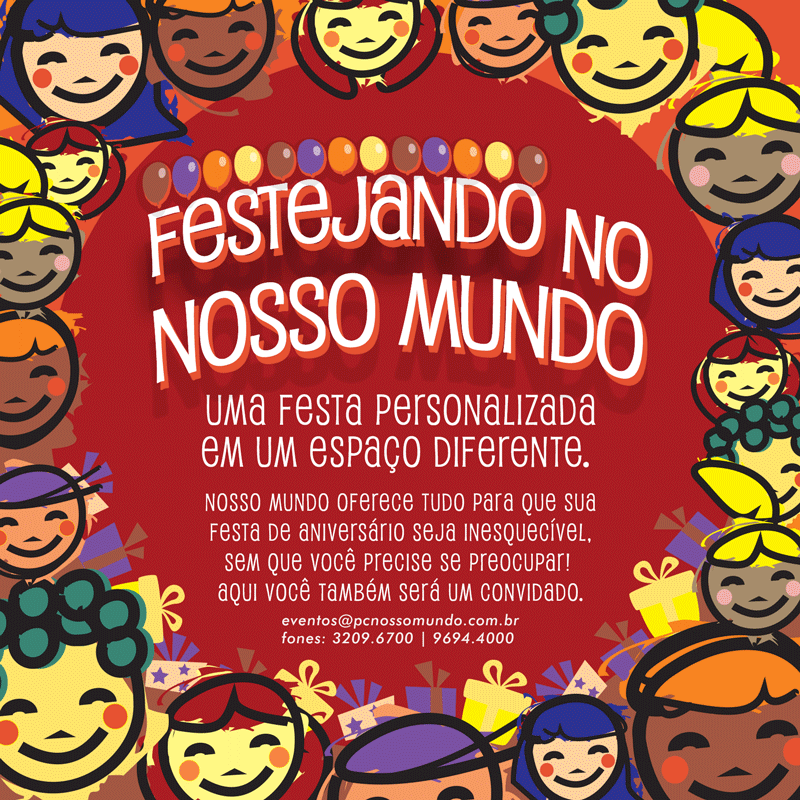 FESTEJANDO NO
NOSSO MUNDO
UMA FESTA PERSONALIZADA
EM UM ESPAÇO DIFERENTE.
NOSSO MUNDO OFERECE TUDO PARA QUE SUA
FESTA DE ANIVERSÁRIO SEJA INESQUECÍVEL,
SEM QUE VOCÊ PRECISE SE PREOCUPAR!
AQUI VOCÊ TAMBÉM SERÁ UM CONVIDADO.
eventos@pcnossomundo.com.br
fones: 3209.6700 | 9694.4000